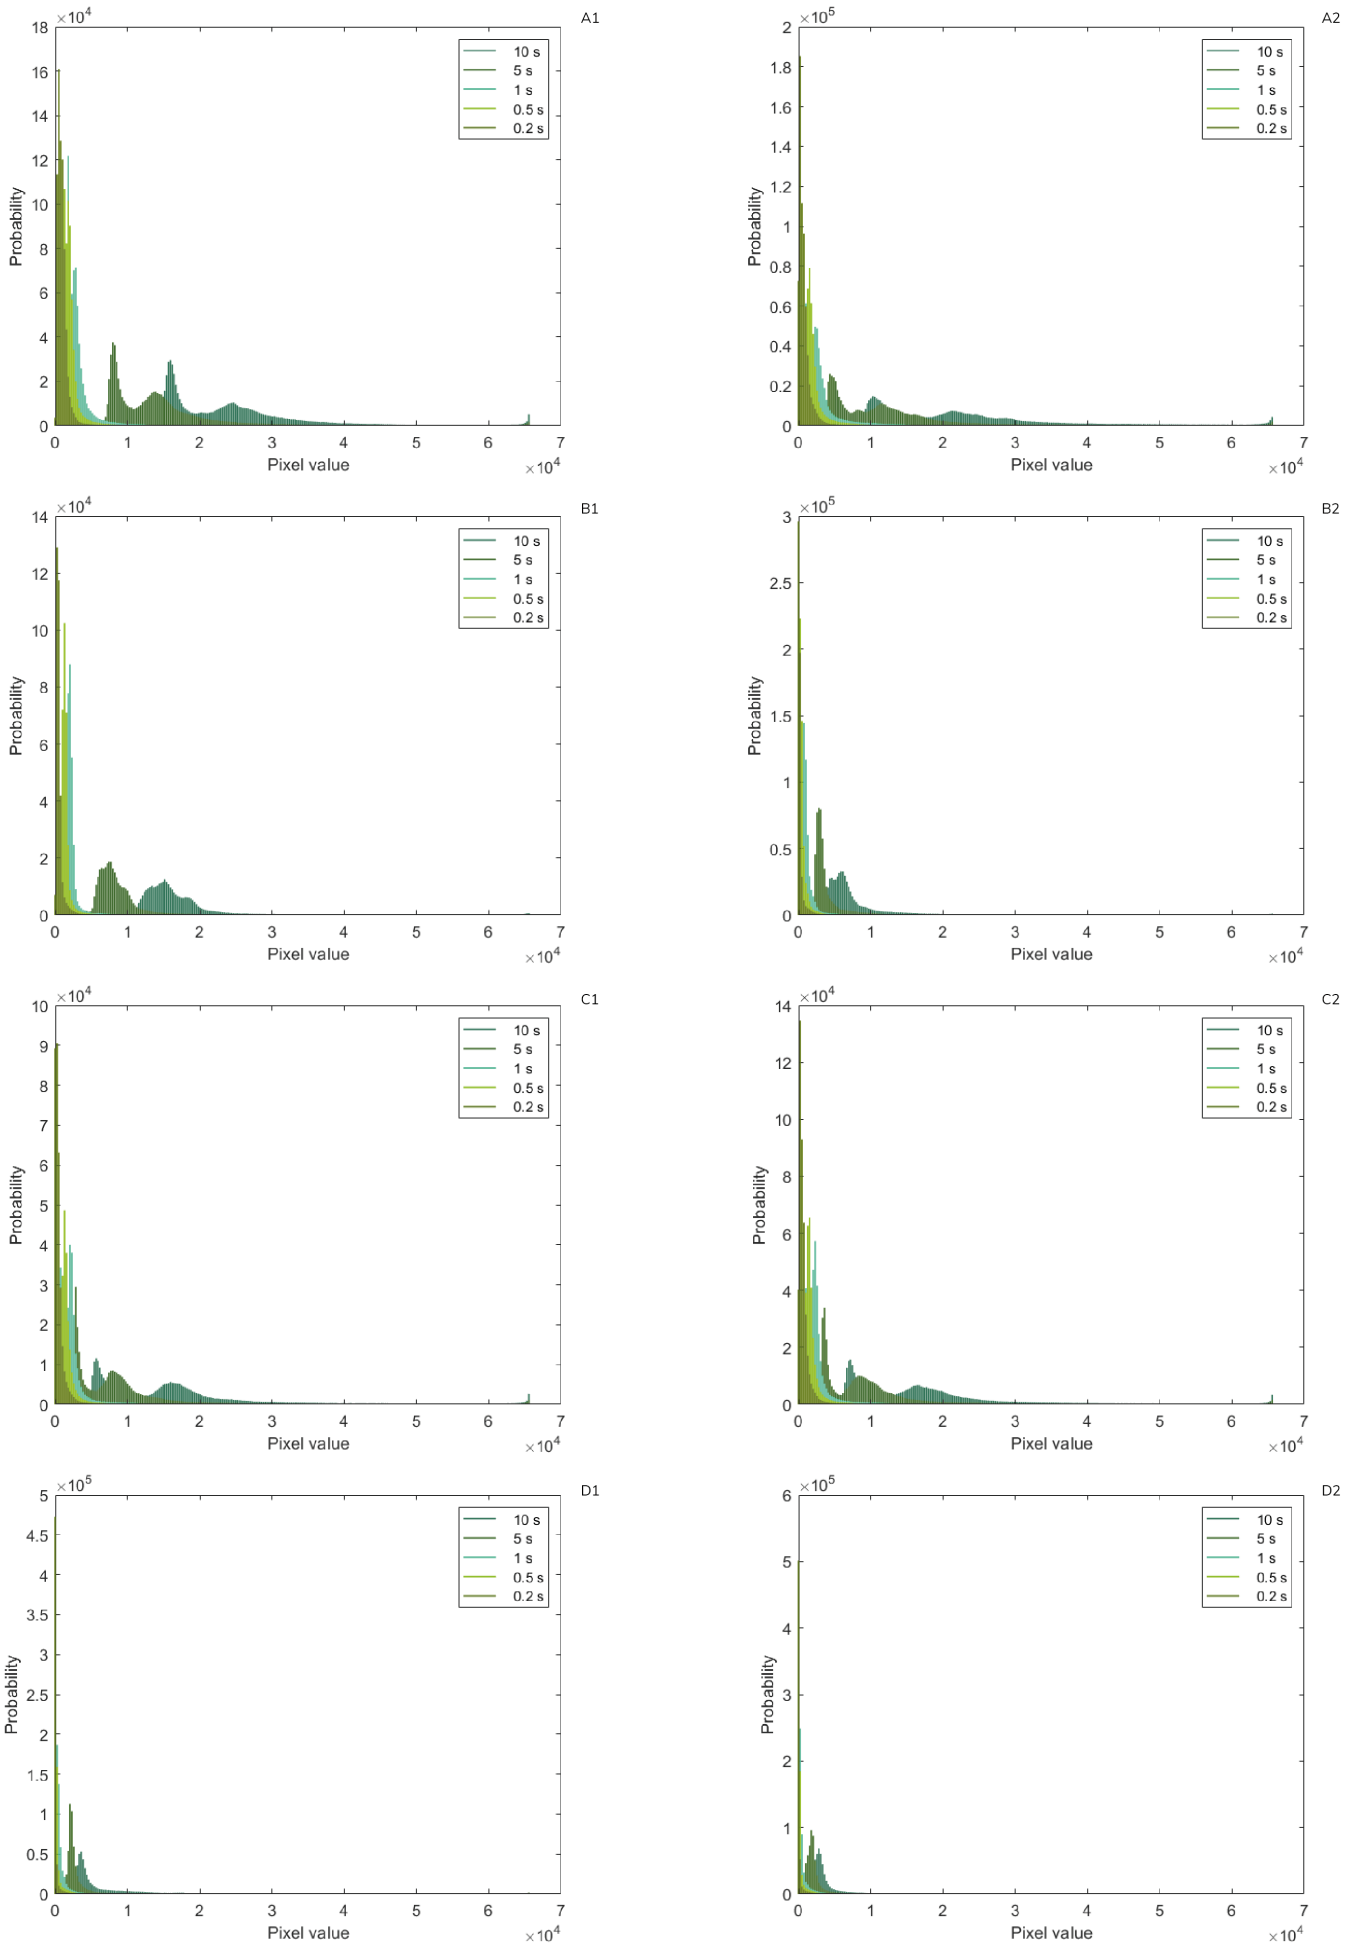 ×10⁴ A1
18
16
14
12
10
8
6
4
2
0
Probability
10 s
5 s
1 s
0.5 s
0.2 s
0 1 2 3 4 5 6 7
Pixel value
×10⁴
×10⁵ A2
2
1.8
1.6
1.4
1.2
1
0.8
0.6
0.4
0.2
0
Probability
10 s
5 s
1 s
0.5 s
0.2 s
0 1 2 3 4 5 6 7
Pixel value
×10⁴
×10⁴ B1
14
12
10
8
6
4
2
0
Probability
10 s
5 s
1 s
0.5 s
0.2 s
0 1 2 3 4 5 6 7
Pixel value
×10⁴
×10⁵ B2
3
2.5
2
1.5
1
0.5
0
Probability
10 s
5 s
1 s
0.5 s
0.2 s
0 1 2 3 4 5 6 7
Pixel value
×10⁴
×10⁴ C1
10
9
8
7
6
5
4
3
2
1
0
Probability
10 s
5 s
1 s
0.5 s
0.2 s
0 1 2 3 4 5 6 7
Pixel value
×10⁴
×10⁴ C2
14
12
10
8
6
4
2
0
Probability
10 s
5 s
1 s
0.5 s
0.2 s
0 1 2 3 4 5 6 7
Pixel value
×10⁴
×10⁵ D1
5
4.5
4
3.5
3
2.5
2
1.5
1
0.5
0
Probability
10 s
5 s
1 s
0.5 s
0.2 s
0 1 2 3 4 5 6 7
Pixel value
×10⁴
×10⁵ D2
6
5
4
3
2
1
0
Probability
10 s
5 s
1 s
0.5 s
0.2 s
0 1 2 3 4 5 6 7
Pixel value
×10⁴